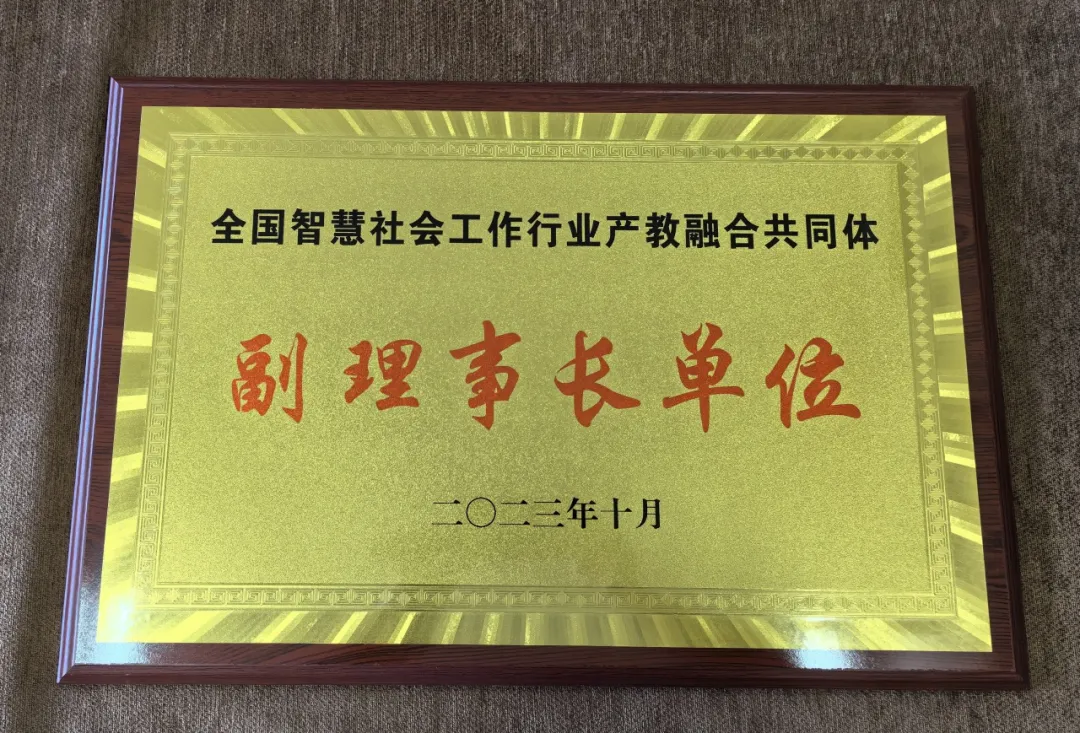 全国智慧社会工作行业产教融合共同体
副理事长单位
二〇二三年十月